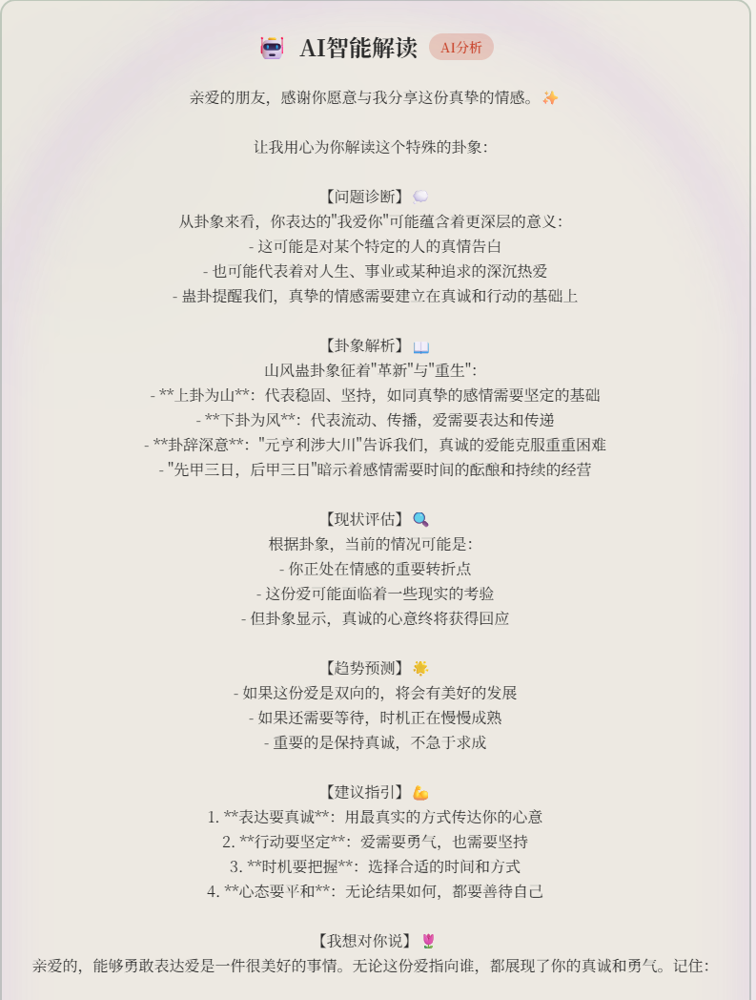 AI智能解读 AI分析
亲爱的朋友，感谢你愿意与我分享这份真挚的情感。✨
让我用心为你解读这个特殊的卦象：
【问题诊断】💭
从卦象来看，你表达的"我爱你"可能蕴含着更深层的意义：
- 这可能是对某个特定的人的真情告白
- 也可能代表着对人生、事业或某种追求的深沉热爱
- 蛊卦提醒我们，真挚的情感需要建立在真诚和行动的基础上
【卦象解析】📖
山风蛊卦象征着"革新"与"重生"：
- **上卦为山**：代表稳固、坚持，如同真挚的感情需要坚定的基础
- **下卦为风**：代表流动、传播，爱需要表达和传递
- **卦辞深意**："元亨利涉大川"告诉我们，真诚的爱能克服重重困难
- "先甲三日，后甲三日"暗示着感情需要时间的酝酿和持续的经营
【现状评估】🔍
根据卦象，当前的情况可能是：
- 你正处在情感的重要转折点
- 这份爱可能面临着一些现实的考验
- 但卦象显示，真诚的心意终将获得回应
【趋势预测】🌟
- 如果这份爱是双向的，将会有美好的发展
- 如果还需要等待，时机正在慢慢成熟
- 重要的是保持真诚，不急于求成
【建议指引】💪
1. **表达要真诚**：用最真实的方式传达你的心意
2. **行动要坚定**：爱需要勇气，也需要坚持
3. **时机要把握**：选择合适的时间和方式
4. **心态要平和**：无论结果如何，都要善待自己
【我想对你说】🌷
亲爱的，能够勇敢表达爱是一件很美好的事情。无论这份爱指向谁，都展现了你的真诚和勇气。记住：